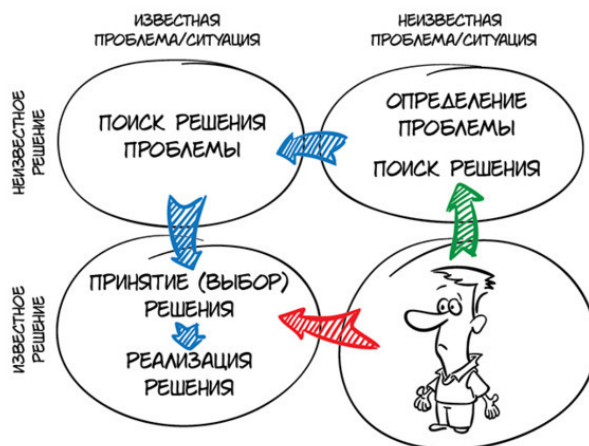 ИЗВЕСТНАЯ
ПРОБЛЕМА/СИТУАЦИЯ
НЕИЗВЕСТНАЯ
ПРОБЛЕМА/СИТУАЦИЯ
НЕИЗВЕСТНОЕ
РЕШЕНИЕ
ПОИСК РЕШЕНИЯ
ПРОБЛЕМЫ
ОПРЕДЕЛЕНИЕ
ПРОБЛЕМЫ
ПОИСК РЕШЕНИЯ
ИЗВЕСТНОЕ
РЕШЕНИЕ
ПРИНЯТИЕ (ВЫБОР)
РЕШЕНИЯ
РЕАЛИЗАЦИЯ
РЕШЕНИЯ